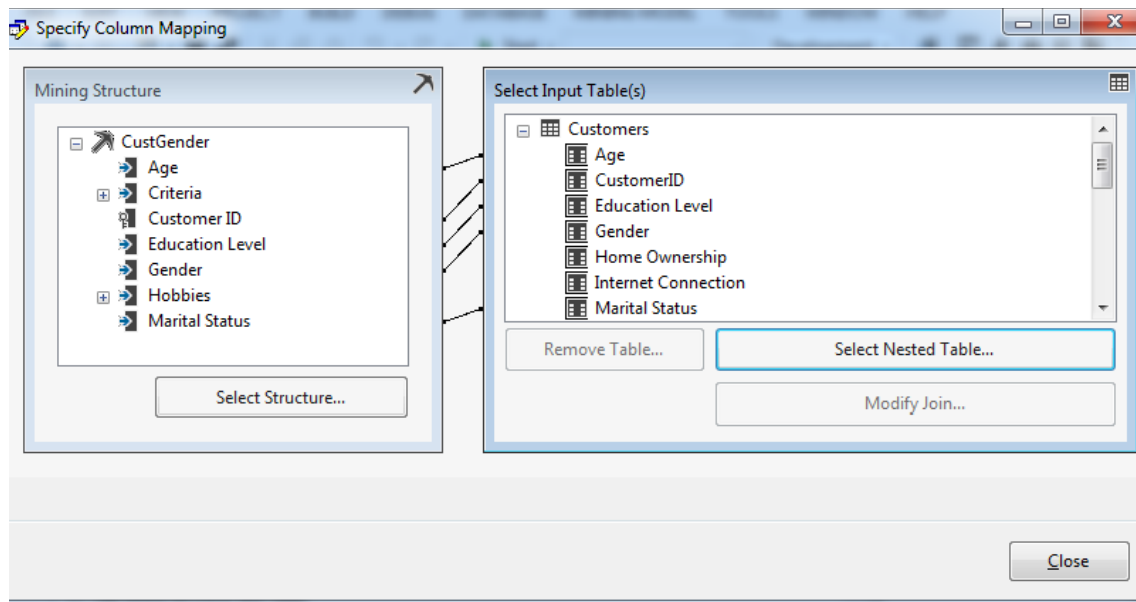 Specify Column Mapping
Mining Structure
CustGender
Age
Criteria
Customer ID
Education Level
Gender
Hobbies
Marital Status
Select Structure...
Select Input Table(s)
Customers
Age
CustomerID
Education Level
Gender
Home Ownership
Internet Connection
Marital Status
Remove Table...
Select Nested Table...
Modify Join...
Close